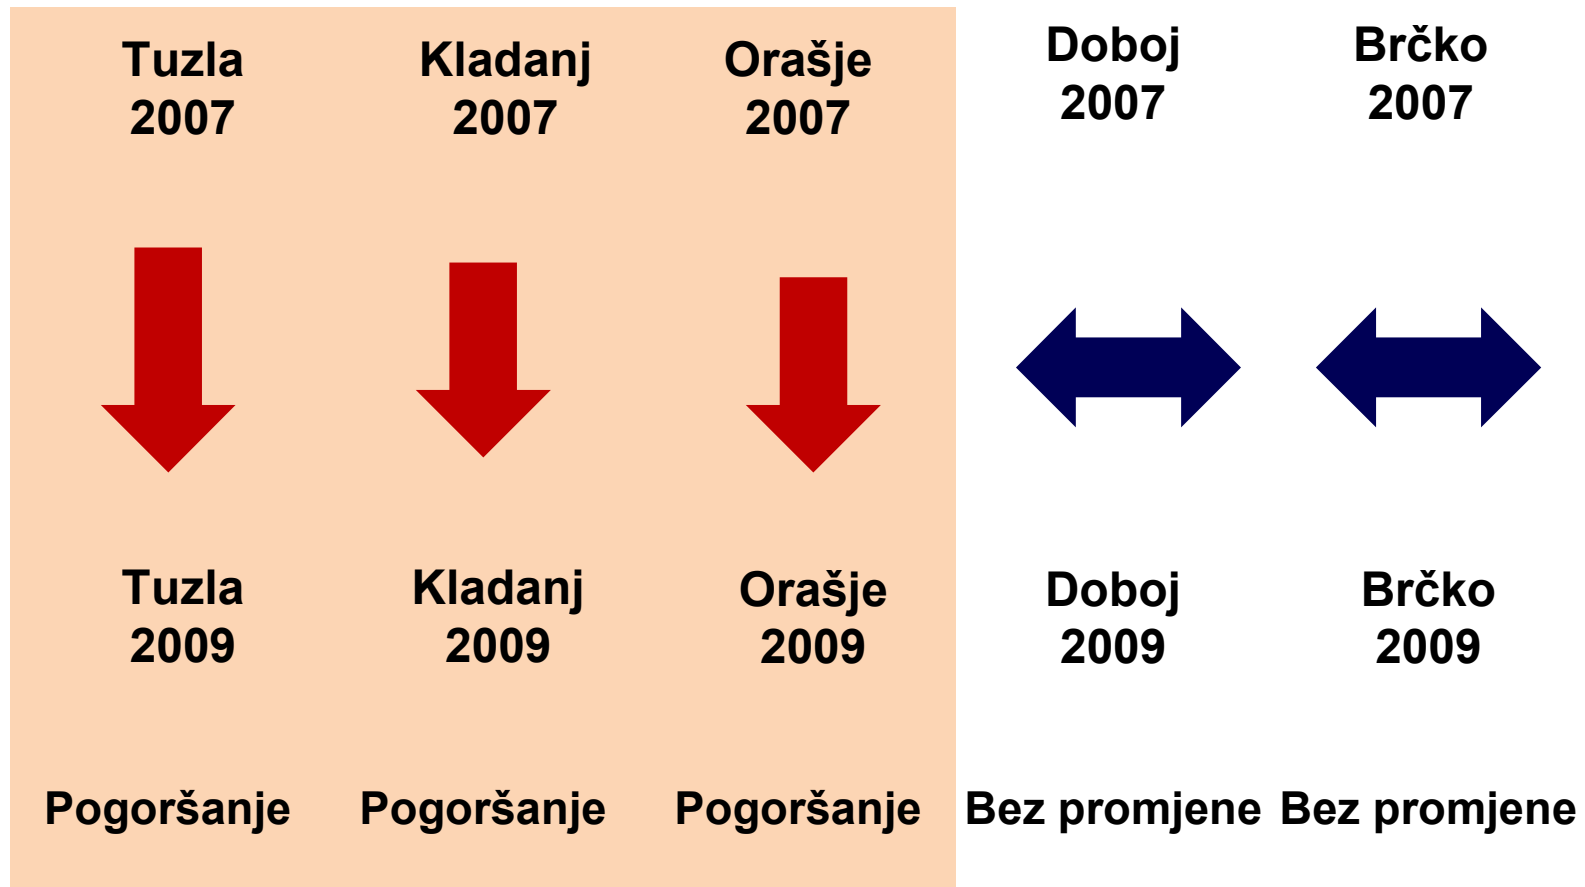 Tuzla
2007
Kladanj
2007
Orašje
2007
Doboj
2007
Brčko
2007
Tuzla
2009
Kladanj
2009
Orašje
2009
Doboj
2009
Brčko
2009
Pogoršanje
Pogoršanje
Pogoršanje
Bez promjene
Bez promjene